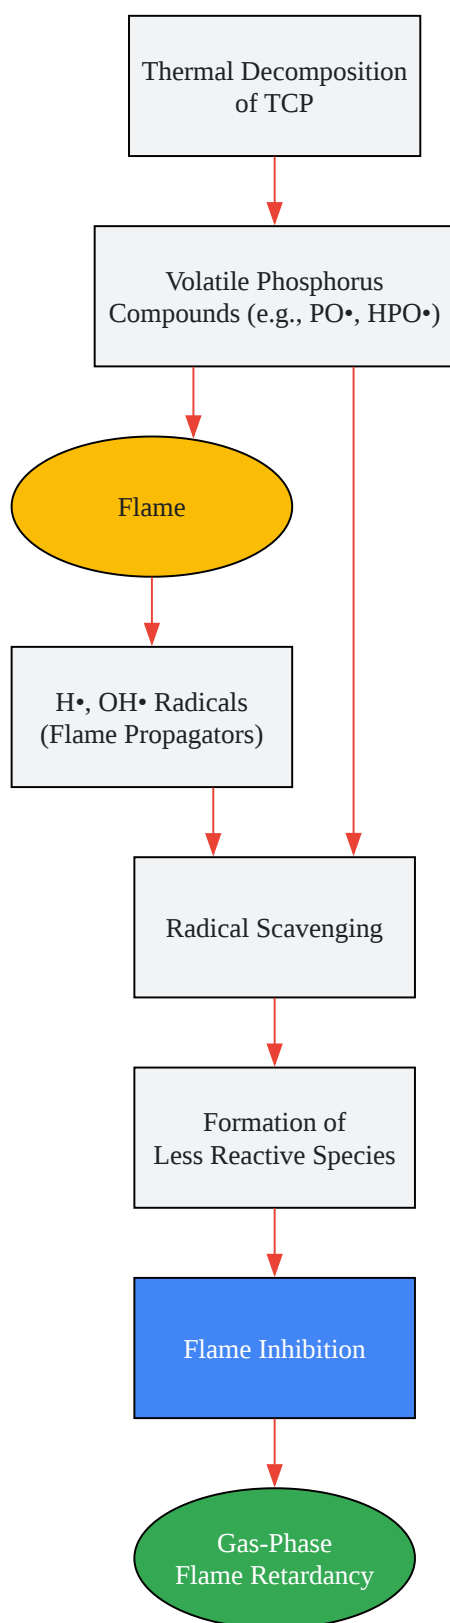 Thermal Decomposition
of TCP
Volatile Phosphorus
Compounds (e.g., PO•, HPO•)
Flame
H•, OH• Radicals
(Flame Propagators)
Radical Scavenging
Formation of
Less Reactive Species
Flame Inhibition
Gas-Phase
Flame Retardancy